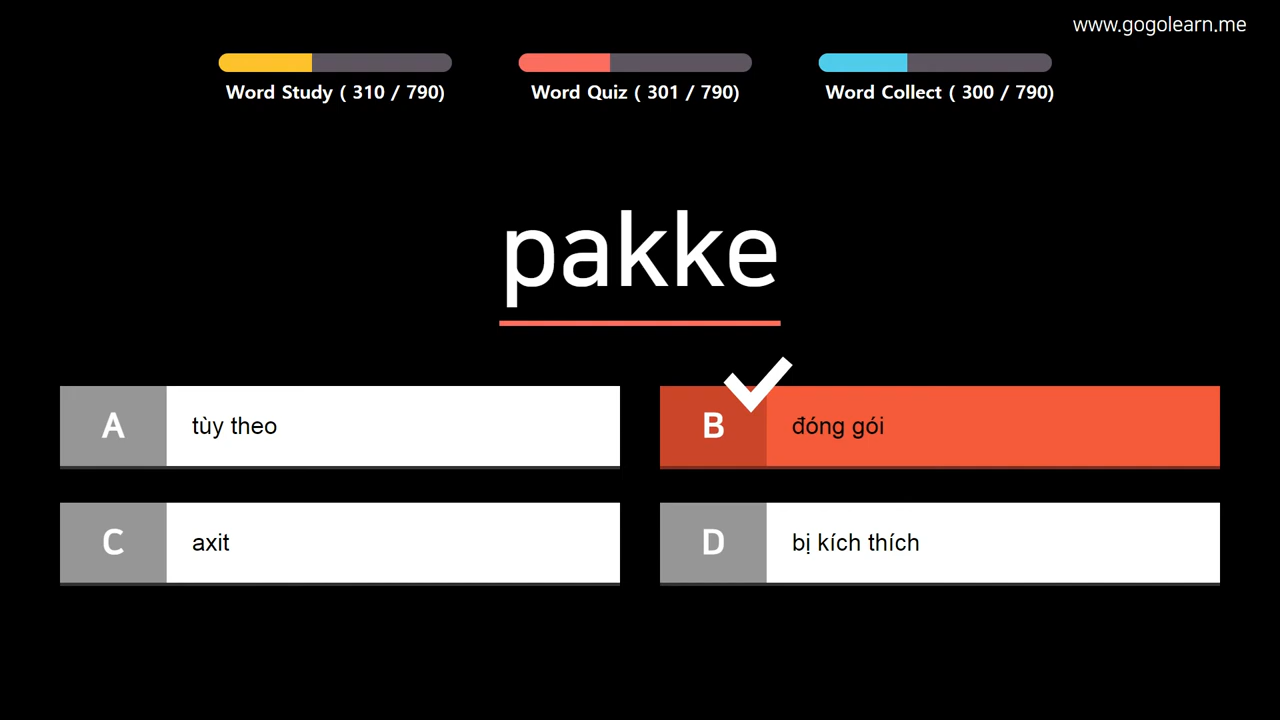 www.gogolearn.me
Word Study ( 310 / 790)
Word Quiz ( 301 / 790)
Word Collect ( 300 / 790)
pakke
A
tùy theo
B
đóng gói
C
axit
D
bị kích thích